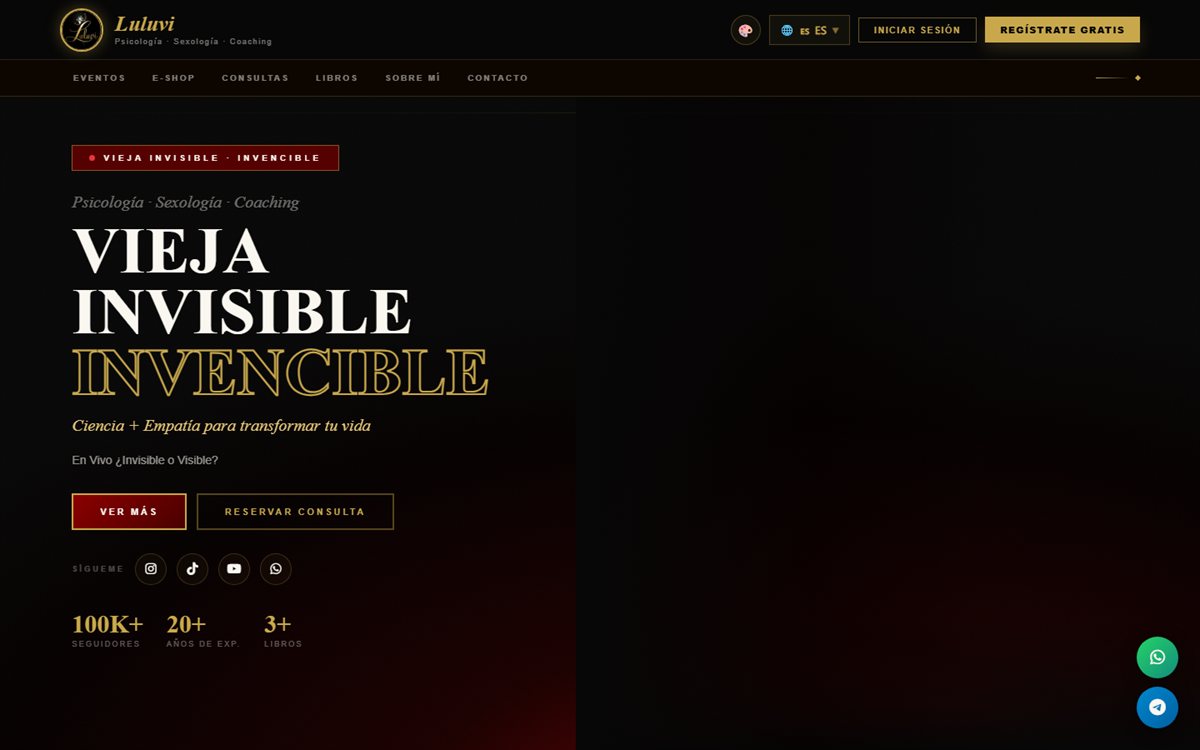 Luluvi
Luluvi
Psicología · Sexología · Coaching
ES ES
INICIAR SESIÓN
REGÍSTRATE GRATIS
EVENTOS
E-SHOP
CONSULTAS
LIBROS
SOBRE MÍ
CONTACTO
VIEJA INVISIBLE · INVENCIBLE
Psicología · Sexología · Coaching
VIEJA
INVISIBLE
INVENCIBLE
Ciencia + Empatía para transformar tu vida
En Vivo ¿Invisible o Visible?
VER MÁS
RESERVAR CONSULTA
SÍGUEME
100K+
SEGUIDORES
20+
AÑOS DE EXP.
3+
LIBROS